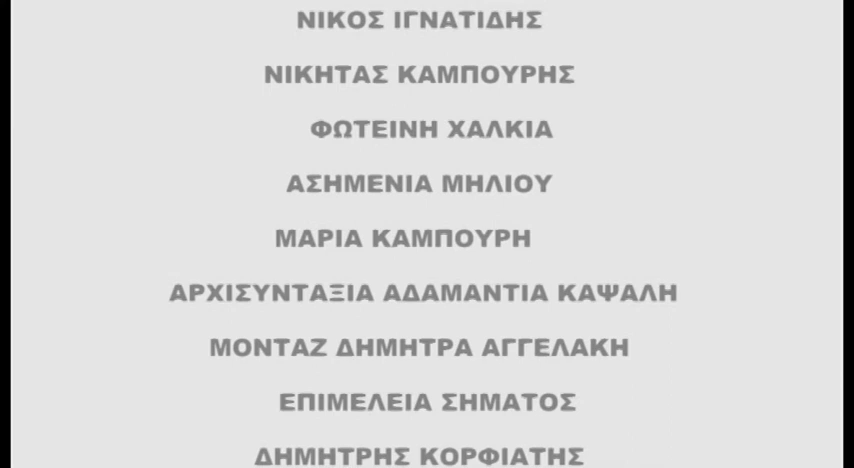 ΝΙΚΟΣ ΙΓΝΑΤΙΔΗΣ
ΝΙΚΗΤΑΣ ΚΑΜΠΟΥΡΗΣ
ΦΩΤΕΙΝΗ ΧΑΛΚΙΑ
ΑΣΗΜΕΝΙΑ ΜΗΛΙΟΥ
ΜΑΡΙΑ ΚΑΜΠΟΥΡΗ
ΑΡΧΙΣΥΝΤΑΞΙΑ ΑΔΑΜΑΝΤΙΑ ΚΑΨΑΛΗ
ΜΟΝΤΑΖ ΔΗΜΗΤΡΑ ΑΓΓΕΛΑΚΗ
ΕΠΙΜΕΛΕΙΑ ΣΗΜΑΤΟΣ
ΔΗΜΗΤΡΗΣ ΚΟΡΦΙΑΤΗΣ